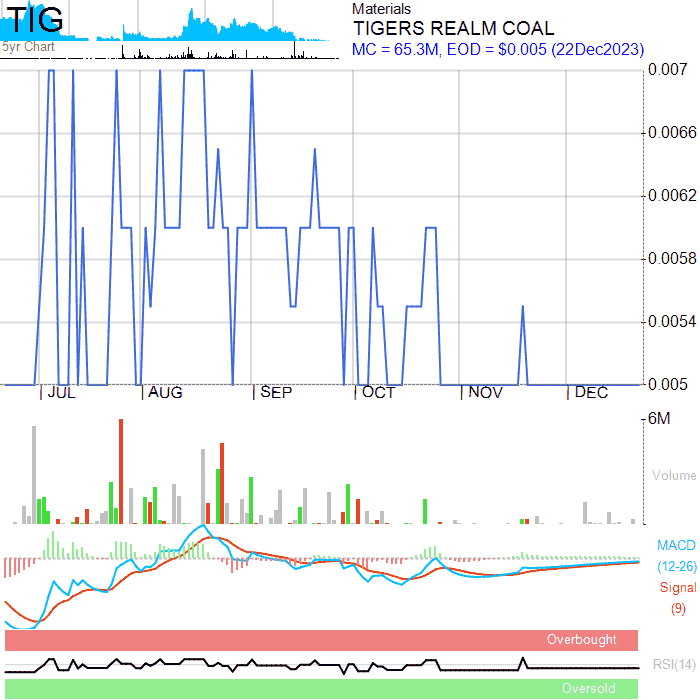 TIG
5yr Chart
Materials
TIGERS REALM COAL
MC = 65.3M, EOD = $0.005 (22Dec2023)
0.007
0.0066
0.0062
0.0058
0.0054
0.005
JUL AUG SEP OCT NOV DEC
6M
Volume
MACD
(12-26)
Signal
(9)
Overbought
RSI(14)
Oversold